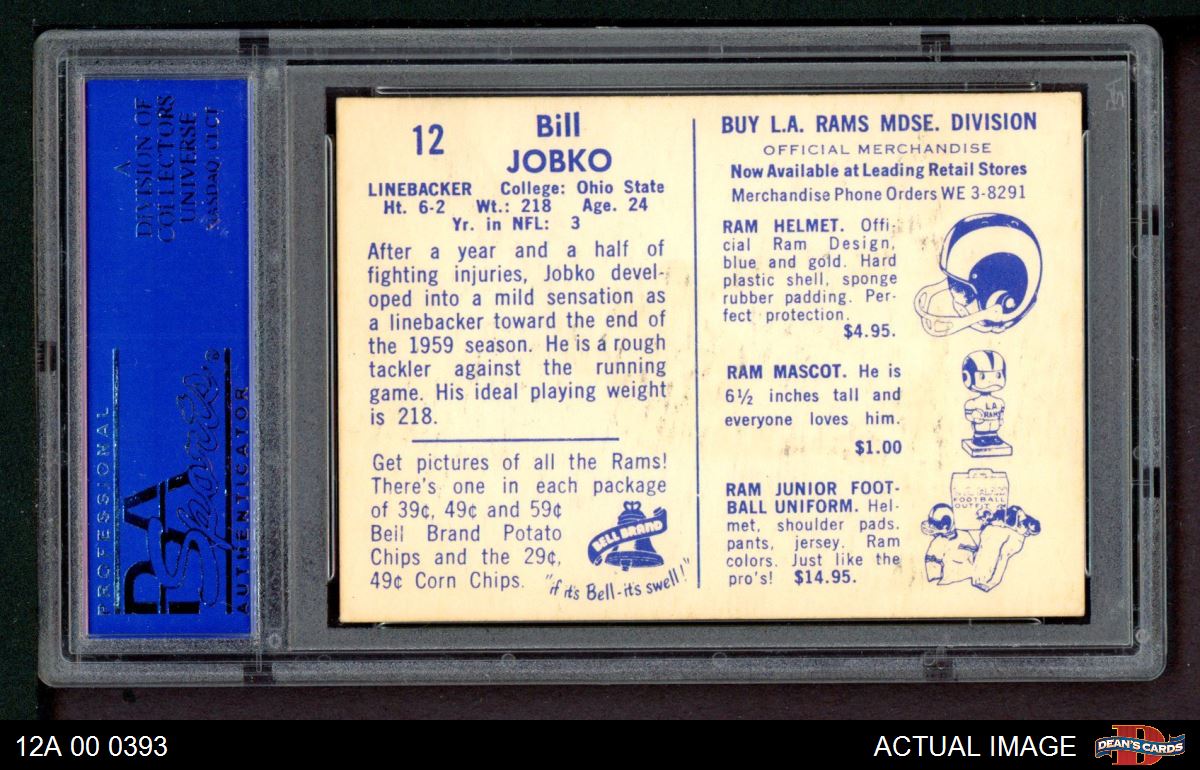 A
DIVISION OF
COLLECTORS
UNIVERSE
NASDAQ: CLCT
PROFESSIONAL
PSA
Sports
AUTHENTICATOR
12
Bill
JOBKO
LINEBACKER College: Ohio State
Ht. 6-2 Wt.: 218 Age. 24
Yr. in NFL: 3
After a year and a half of
fighting injuries, Jobko devel-
oped into a mild sensation as
a linebacker toward the end of
the 1959 season. He is a rough
tackler against the running
game. His ideal playing weight
is 218.
Get pictures of all the Rams!
There's one in each package
of 39¢, 49¢ and 59¢
Bell Brand Potato
Chips and the 29¢,
49¢ Corn Chips.
BELL BRAND
"if it's Bell-it's swell!"
BUY L.A. RAMS MDSE. DIVISION
OFFICIAL MERCHANDISE
Now Available at Leading Retail Stores
Merchandise Phone Orders WE 3-8291
RAM HELMET. Offi-
cial Ram Design,
blue and gold. Hard
plastic shell, sponge
rubber padding. Per-
fect protection.
$4.95.
RAM MASCOT. He is
6½ inches tall and
everyone loves him.
$1.00
L.A.
RAMS
RAM JUNIOR FOOT-
BALL UNIFORM. Hel-
met, shoulder pads,
pants, jersey. Ram
colors. Just like the
pro's! $14.95.
FOOTBALL
OUTFIT
12A 00 0393
ACTUAL IMAGE
DEAN'S CARDS